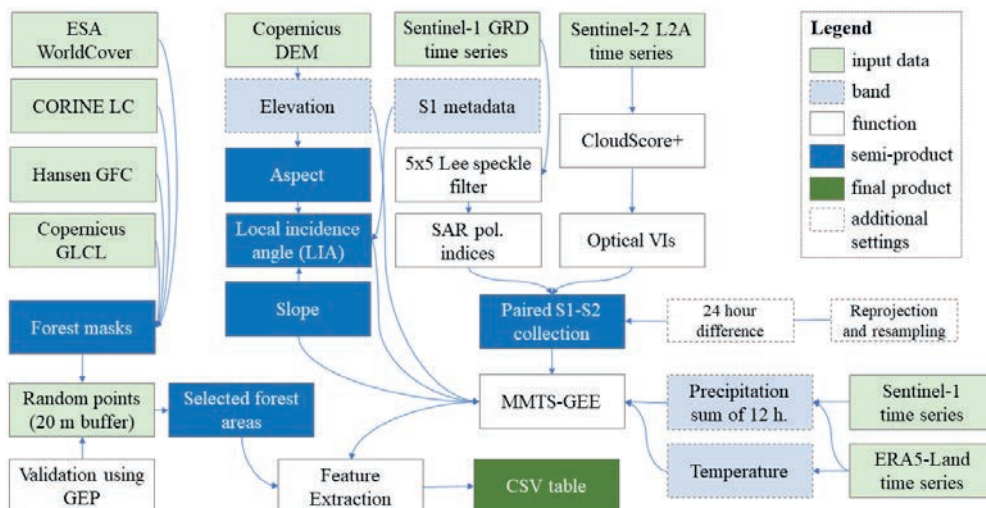 ESA
WorldCover
CORINE LC
Hansen GFC
Copernicus
GLCL
Forest masks
Random points
(20 m buffer)
Validation using
GEP
Copernicus
DEM
Elevation
Aspect
Local incidence
angle (LIA)
Slope
Selected forest
areas
Sentinel-1 GRD
time series
S1 metadata
5x5 Lee speckle
filter
SAR pol.
indices
Sentinel-2 L2A
time series
CloudScore+
Optical VIs
Paired S1-S2
collection
24 hour
difference
Reprojection
and resampling
MMTS-GEE
Precipitation
sum of 12 h.
Sentinel-1
time series
Temperature
ERA5-Land
time series
Feature
Extraction
CSV table
Legend
input data
band
function
semi-product
final product
additional
settings